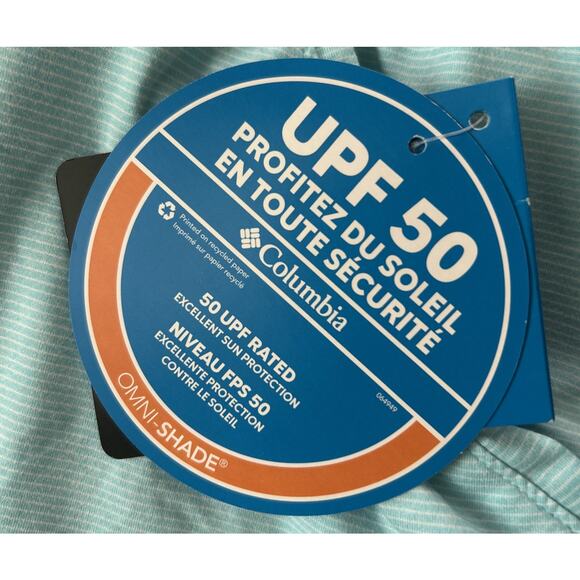 UPF 50
PROFITEZ DU SOLEIL
EN TOUTE SÉCURITÉ
Columbia
Printed on recycled paper
Imprimé sur papier recyclé
50 UPF RATED
EXCELLENT SUN PROTECTION
NIVEAU FPS 50
EXCELLENTE PROTECTION
CONTRE LE SOLEIL
064949
OMNI-SHADE®